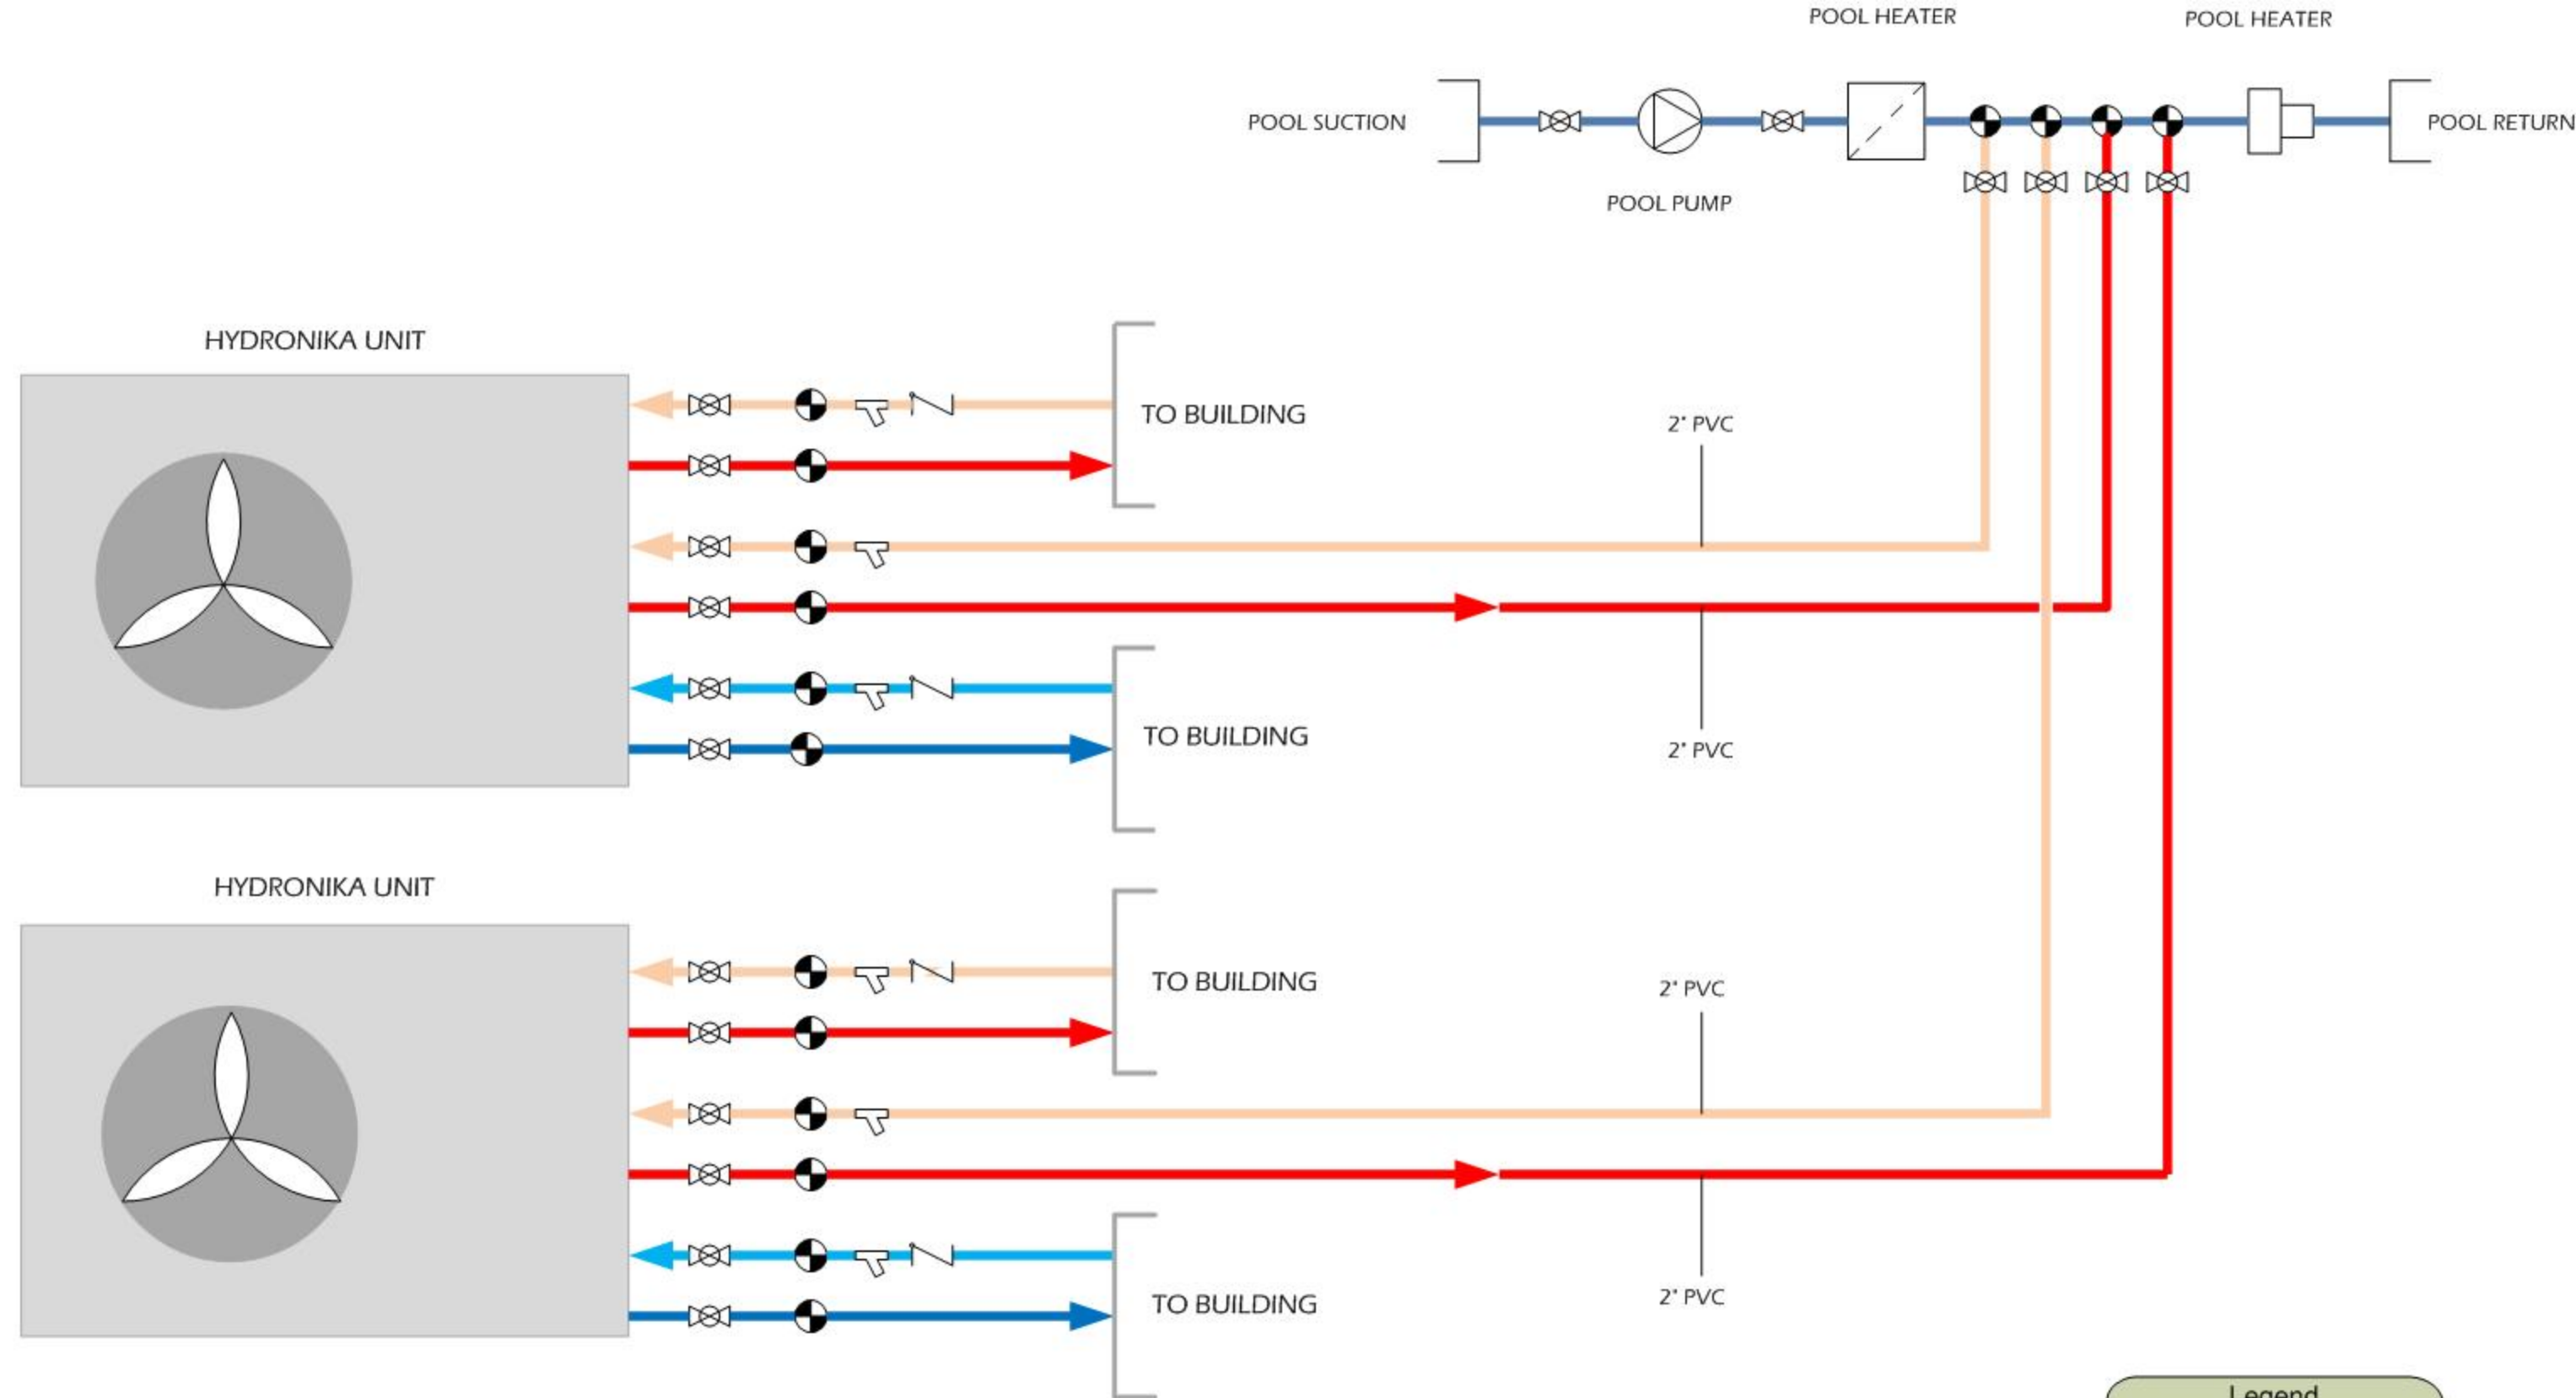 POOL HEATER
POOL HEATER
POOL SUCTION
POOL RETURN
POOL PUMP
HYDRONIKA UNIT
TO BUILDING
2" PVC
TO BUILDING
2" PVC
HYDRONIKA UNIT
TO BUILDING
2" PVC
TO BUILDING
2" PVC
Legend